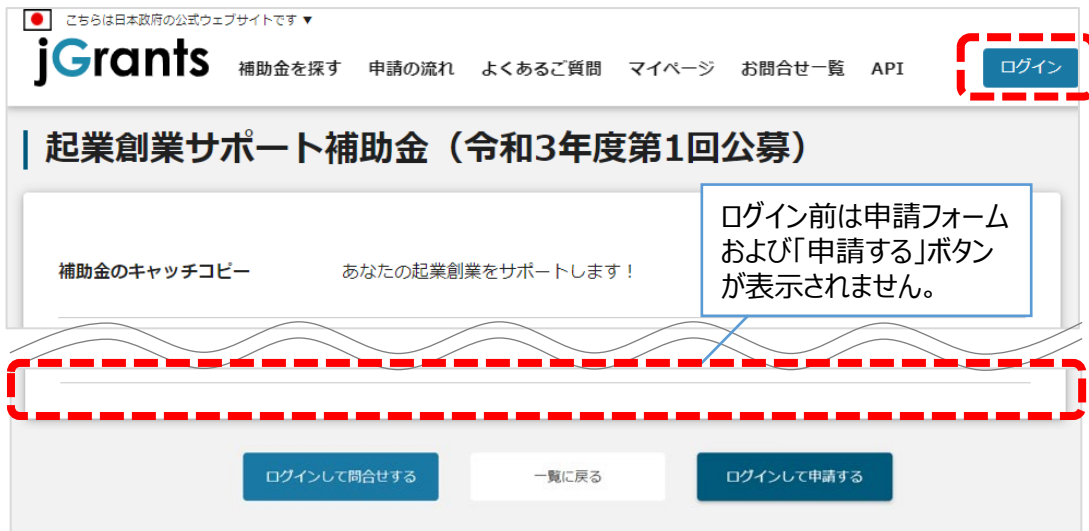 こちらは日本政府の公式ウェブサイトです ▼
jGrants 補助金を探す 申請の流れ よくあるご質問 マイページ お問合せ一覧 API ログイン
起業創業サポート補助金（令和3年度第1回公募）
ログイン前は申請フォーム
および「申請する」ボタン
が表示されません。
補助金のキャッチコピー あなたの起業創業をサポートします！
ログインして問合せする 一覧に戻る ログインして申請する